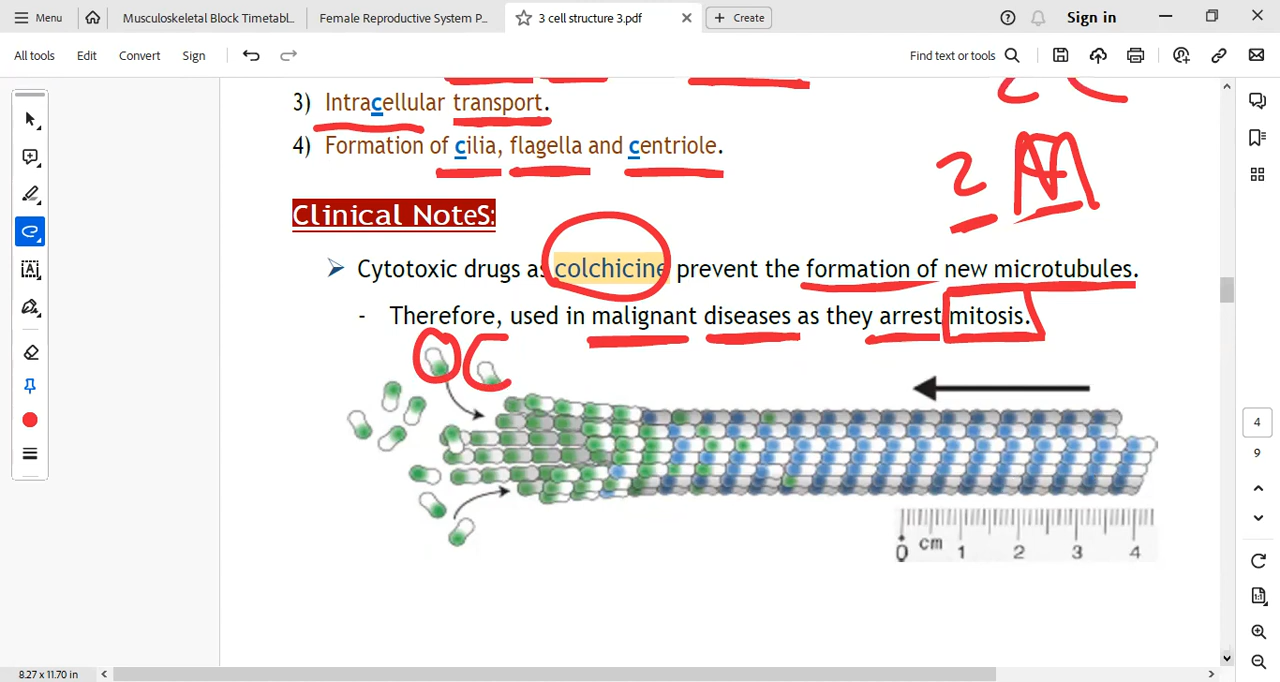 Menu
Musculoskeletal Block Timetabl...
Female Reproductive System P...
3 cell structure 3.pdf
Create
Sign in
All tools
Edit
Convert
Sign
Find text or tools
3) Intracellular transport.
4) Formation of cilia, flagella and centriole.
2
Clinical NoteS:
Cytotoxic drugs as colchicine prevent the formation of new microtubules.
- Therefore, used in malignant diseases as they arrest mitosis.
0 cm 1 2 3 4
4
9
1:1
8.27 x 11.70 in